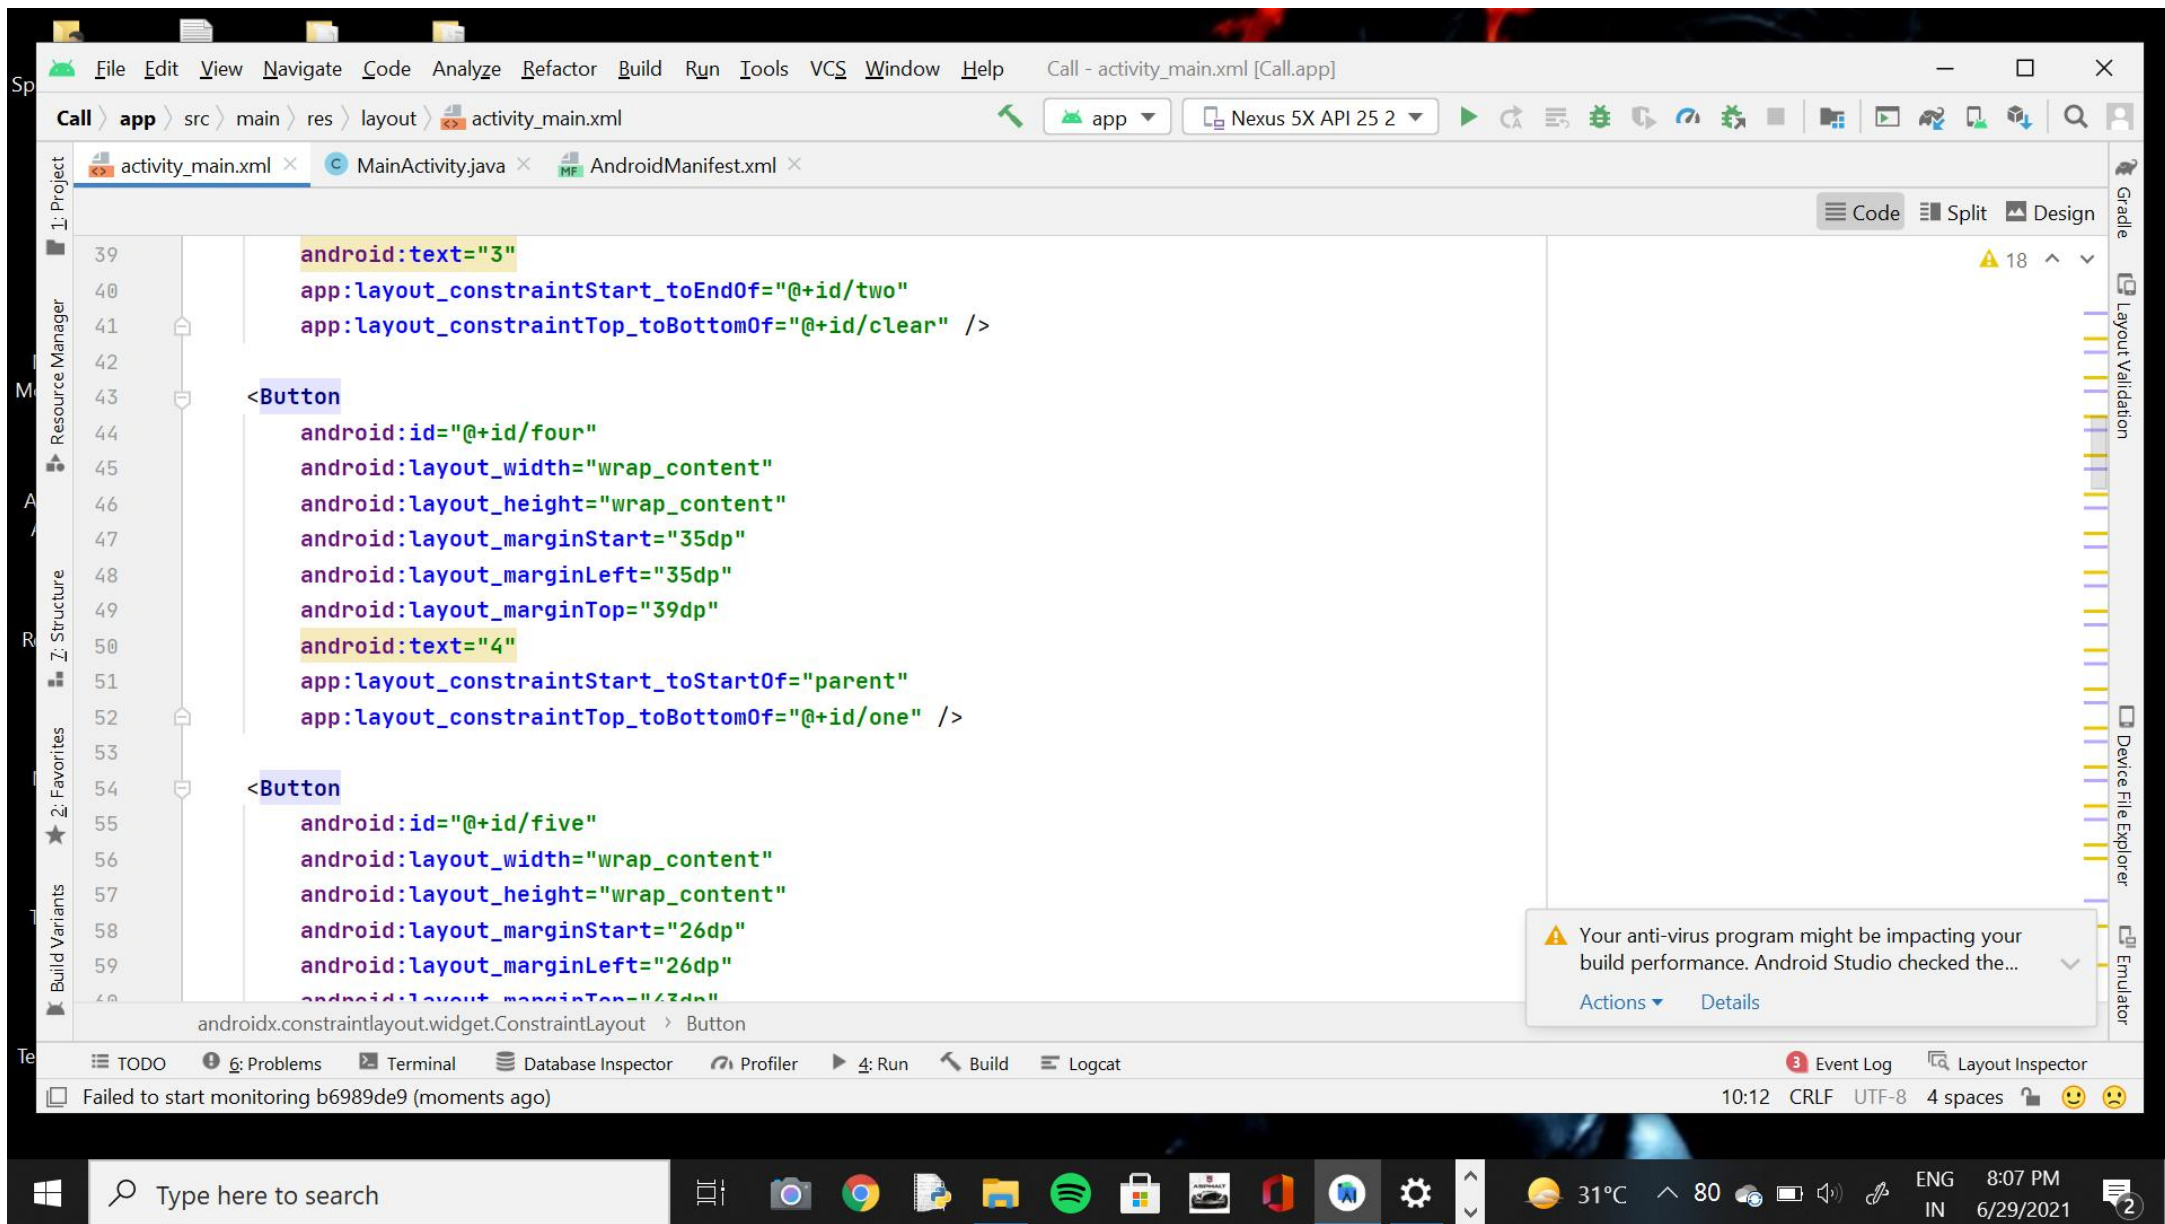 Sp
File Edit View Navigate Code Analyze Refactor Build Run Tools VCS Window Help Call - activity_main.xml [Call.app]
Call app src main res layout activity_main.xml app Nexus 5X API 25 2
activity_main.xml MainActivity.java AndroidManifest.xml
Code Split Design
18
39 android:text="3"
40 app:layout_constraintStart_toEndOf="@+id/two"
41 app:layout_constraintTop_toBottomOf="@+id/clear" />
42
43 <Button
44 android:id="@+id/four"
45 android:layout_width="wrap_content"
46 android:layout_height="wrap_content"
47 android:layout_marginStart="35dp"
48 android:layout_marginLeft="35dp"
49 android:layout_marginTop="39dp"
50 android:text="4"
51 app:layout_constraintStart_toStartOf="parent"
52 app:layout_constraintTop_toBottomOf="@+id/one" />
53
54 <Button
55 android:id="@+id/five"
56 android:layout_width="wrap_content"
57 android:layout_height="wrap_content"
58 android:layout_marginStart="26dp"
59 android:layout_marginLeft="26dp"
60 android:layout_marginTop="43dp"
1: Project
Resource Manager
Z: Structure
2: Favorites
Build Variants
Gradle
Layout Validation
Device File Explorer
Emulator
Your anti-virus program might be impacting your
build performance. Android Studio checked the...
Actions Details
androidx.constraintlayout.widget.ConstraintLayout > Button
Te
TODO 6: Problems Terminal Database Inspector Profiler 4: Run Build Logcat 3 Event Log Layout Inspector
Failed to start monitoring b6989de9 (moments ago) 10:12 CRLF UTF-8 4 spaces
Type here to search
31°C 80 ENG 8:07 PM
IN 6/29/2021 2